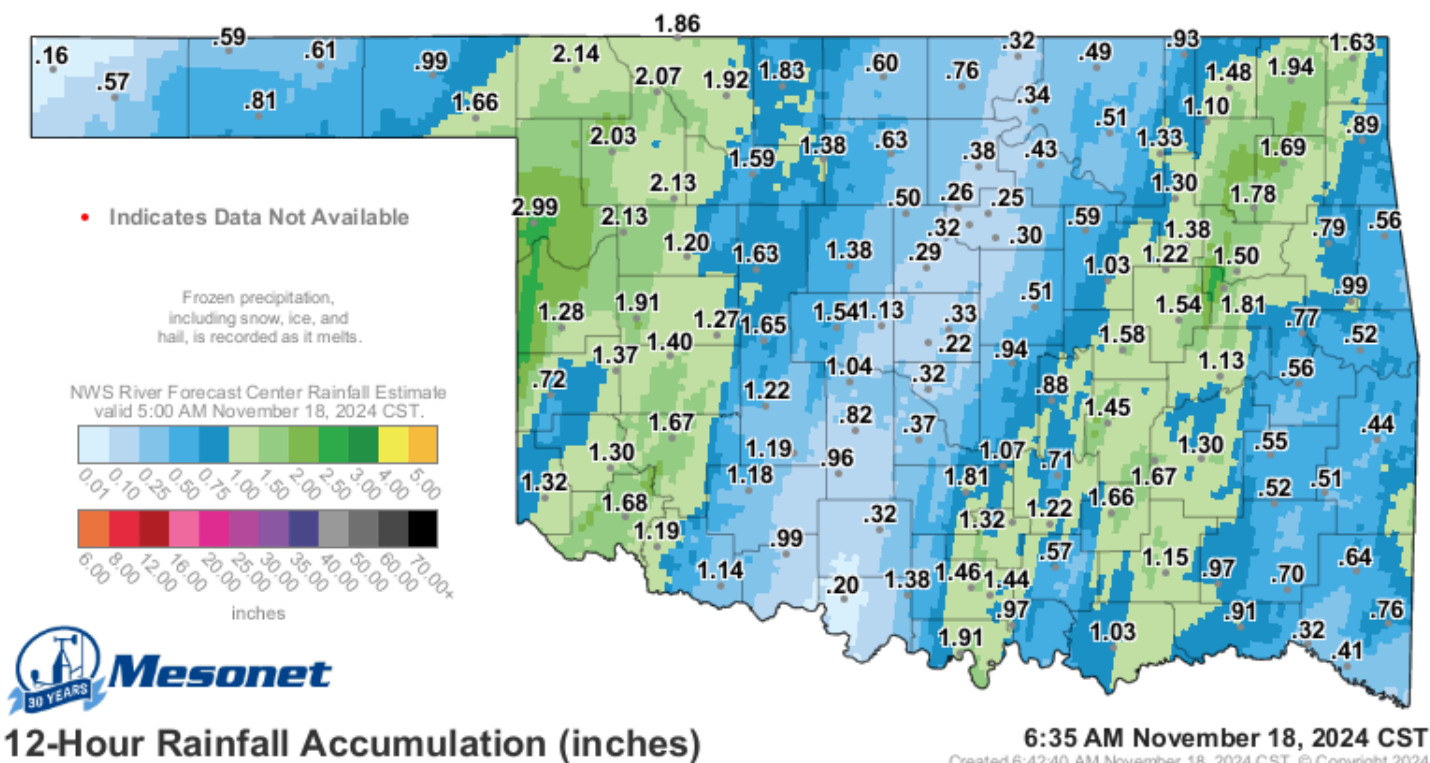 1.86
.59 .61 .32 .93
.16 .99 2.14 .49 1.63
.57 2.07 1.92 1.83 .60 .76 1.48 1.94
.81 1.66 .34 1.10
.51 .89
2.03 1.59 1.38 .63 .38 .43 1.33 1.69
2.13 1.30 1.78
2.99 2.13 .50 .26 .25 .59 .56
Indicates Data Not Available
1.20 .32 .30 1.38 .79
1.63 1.38 .29 1.03 1.22 1.50
Frozen precipitation,
including snow, ice, and
hail, is recorded as it melts.
1.28 1.91 .51 1.54 1.81 .99
1.27 1.65 1.54 1.13 .33 .77
1.40 .22 1.58 .52
1.37 .94
.72 1.04 .32 .88 1.13 .56
NWS River Forecast Center Rainfall Estimate
valid 5:00 AM November 18, 2024 CST.
1.22 1.45
1.67 .82 .37 .44
1.30 1.19 .96 1.07 .71 1.30 .55
0.01 0.10 0.25 0.50 0.75 1.00 1.50 2.00 2.50 3.00 4.00 5.00
1.32 1.18 1.81 1.67 .52 .51
1.68 .32 1.32 1.22 1.66
1.19 .99 .57
6.00 8.00 12.00 16.00 20.00 25.00 30.00 35.00 40.00 50.00 60.00 70.00+
inches
1.14 .20 1.38 1.46 1.44 1.15 .97 .70 .64
.97 .91 .76
1.91 1.03 .32
.41
Mesonet
30 YEARS
12-Hour Rainfall Accumulation (inches)
6:35 AM November 18, 2024 CST
Created 6:42:40 AM November 18, 2024 CST. © Copyright 2024